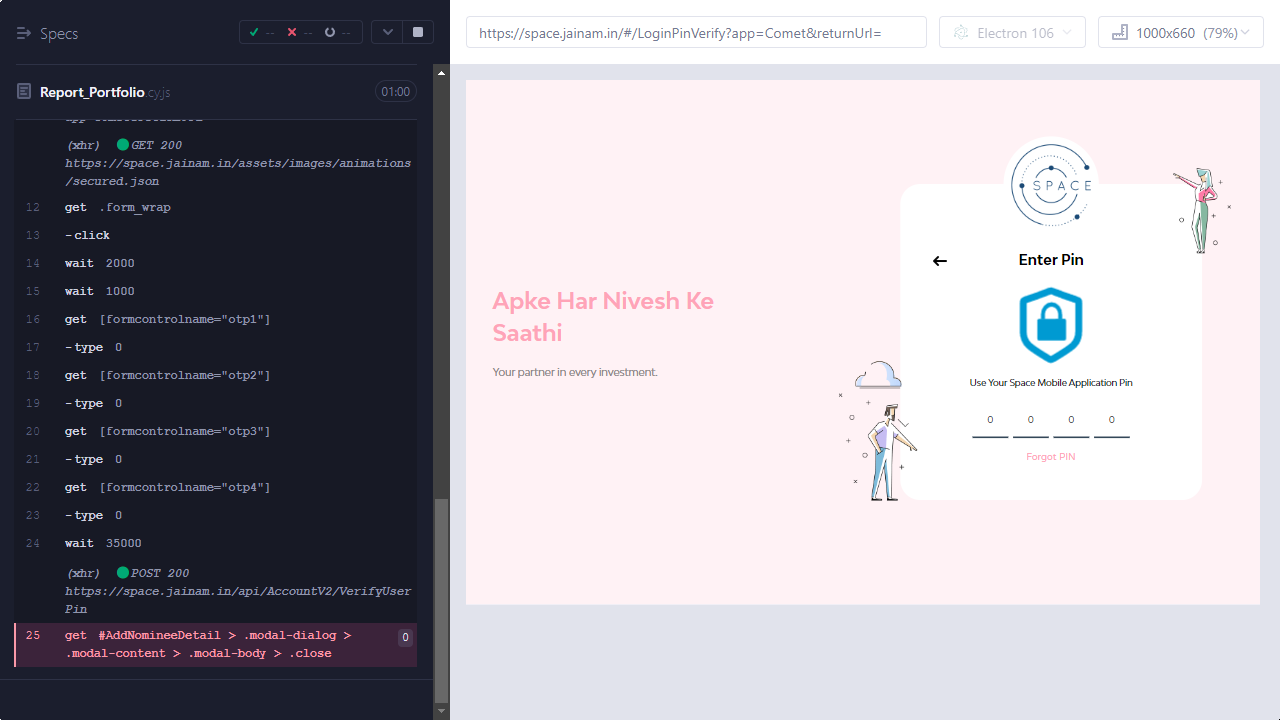 Specs
-- -- --
https://space.jainam.in/#/LoginPinVerify?app=Comet&returnUrl=
Electron 106
1000x660 (79%)
Report_Portfolio.cy.js
01:00
(xhr) GET 200
https://space.jainam.in/assets/images/animations
/secured.json
12 get .form_wrap
13 -click
14 wait 2000
15 wait 1000
16 get [formcontrolname="otp1"]
17 -type 0
18 get [formcontrolname="otp2"]
19 -type 0
20 get [formcontrolname="otp3"]
21 -type 0
22 get [formcontrolname="otp4"]
23 -type 0
24 wait 35000
(xhr) POST 200
https://space.jainam.in/api/AccountV2/VerifyUser
Pin
25 get #AddNomineeDetail > .modal-dialog > 0
.modal-content > .modal-body > .close
SPACE
Enter Pin
Apke Har Nivesh Ke
Saathi
Your partner in every investment.
Use Your Space Mobile Application Pin
0 0 0 0
Forgot PIN